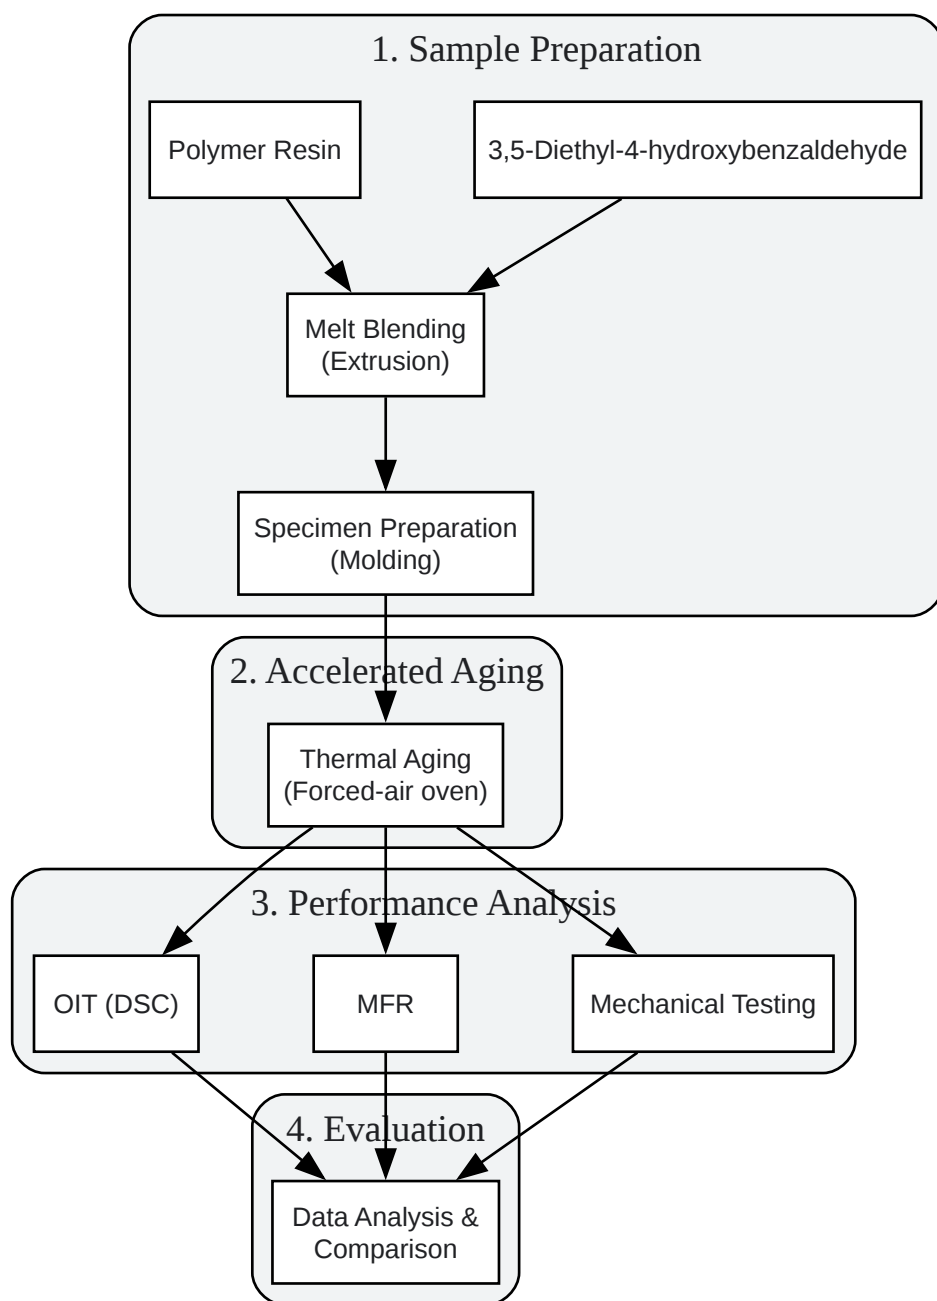 1. Sample Preparation
Polymer Resin
3,5-Diethyl-4-hydroxybenzaldehyde
Melt Blending
(Extrusion)
Specimen Preparation
(Molding)
2. Accelerated Aging
Thermal Aging
(Forced-air oven)
3. Performance Analysis
OIT (DSC)
MFR
Mechanical Testing
4. Evaluation
Data Analysis &
Comparison